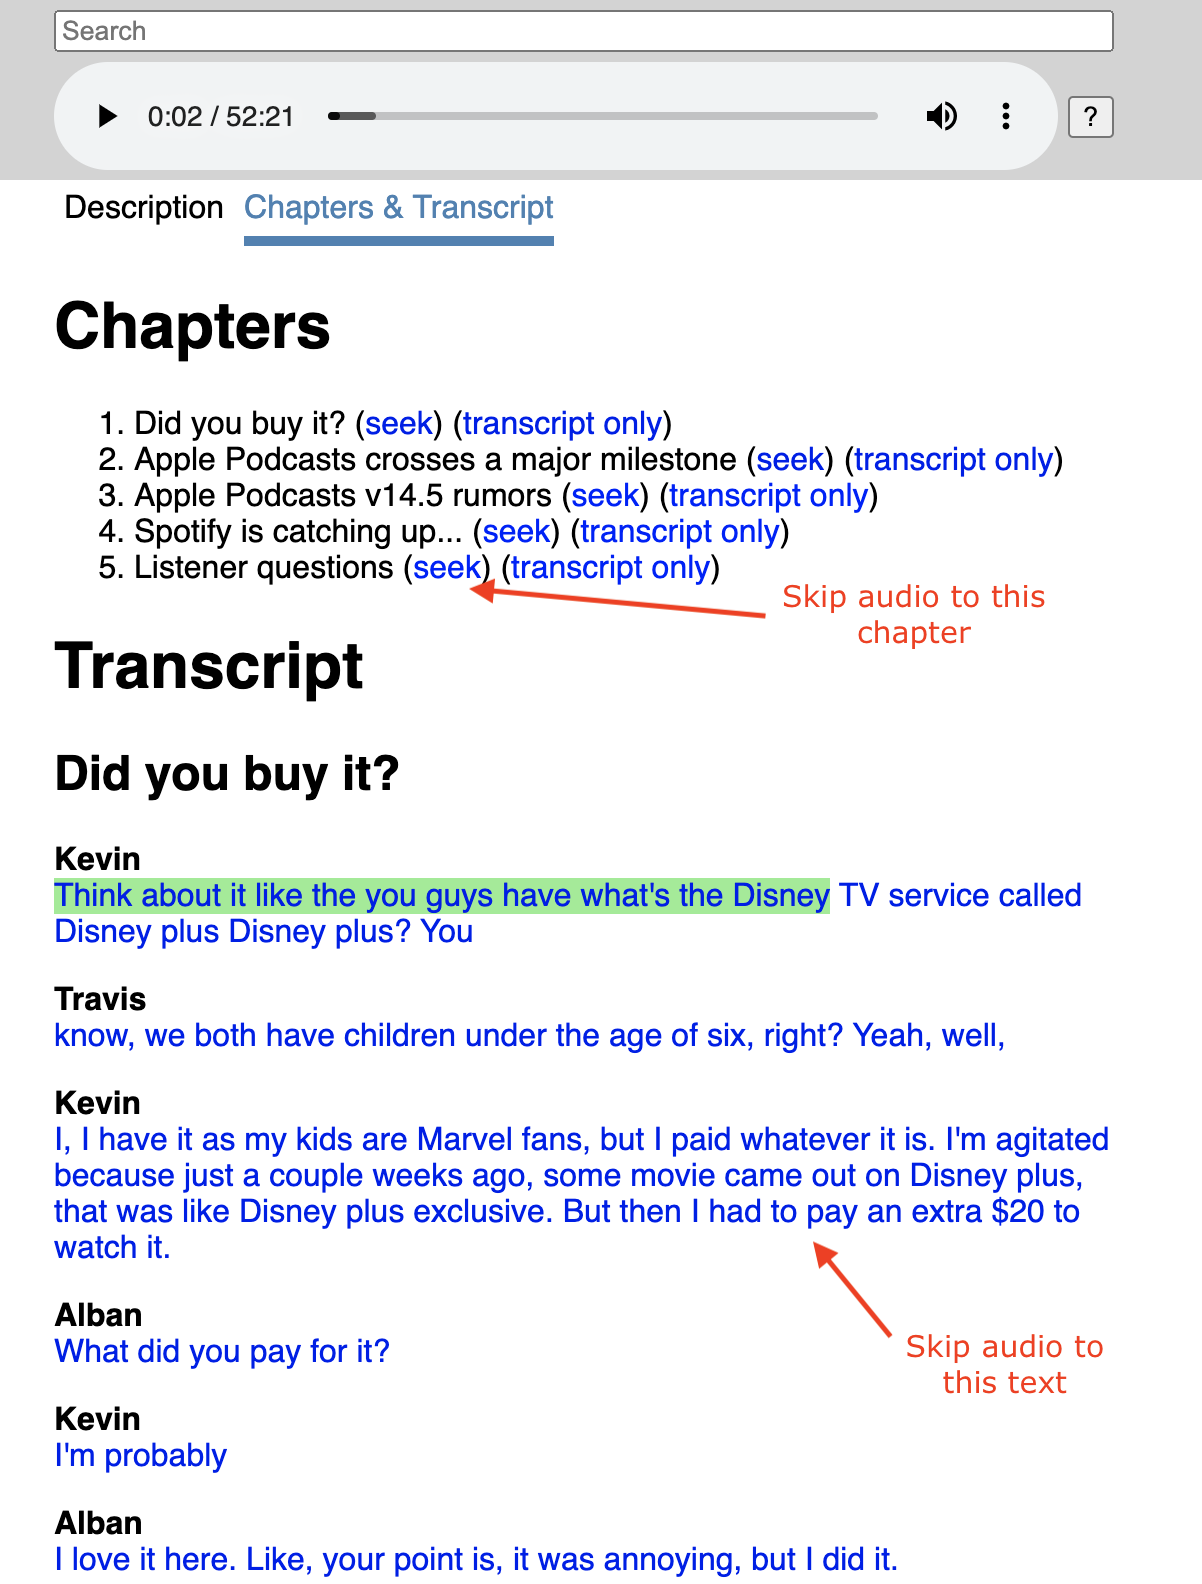 Search
0:02 / 52:21
?
Description Chapters & Transcript
Chapters
1. Did you buy it? (seek) (transcript only)
2. Apple Podcasts crosses a major milestone (seek) (transcript only)
3. Apple Podcasts v14.5 rumors (seek) (transcript only)
4. Spotify is catching up... (seek) (transcript only)
5. Listener questions (seek) (transcript only)
Skip audio to this
chapter
Transcript
Did you buy it?
Kevin
Think about it like the you guys have what's the Disney TV service called
Disney plus Disney plus? You
Travis
know, we both have children under the age of six, right? Yeah, well,
Kevin
I, I have it as my kids are Marvel fans, but I paid whatever it is. I'm agitated
because just a couple weeks ago, some movie came out on Disney plus,
that was like Disney plus exclusive. But then I had to pay an extra $20 to
watch it.
Alban
What did you pay for it?
Skip audio to
this text
Kevin
I'm probably
Alban
I love it here. Like, your point is, it was annoying, but I did it.